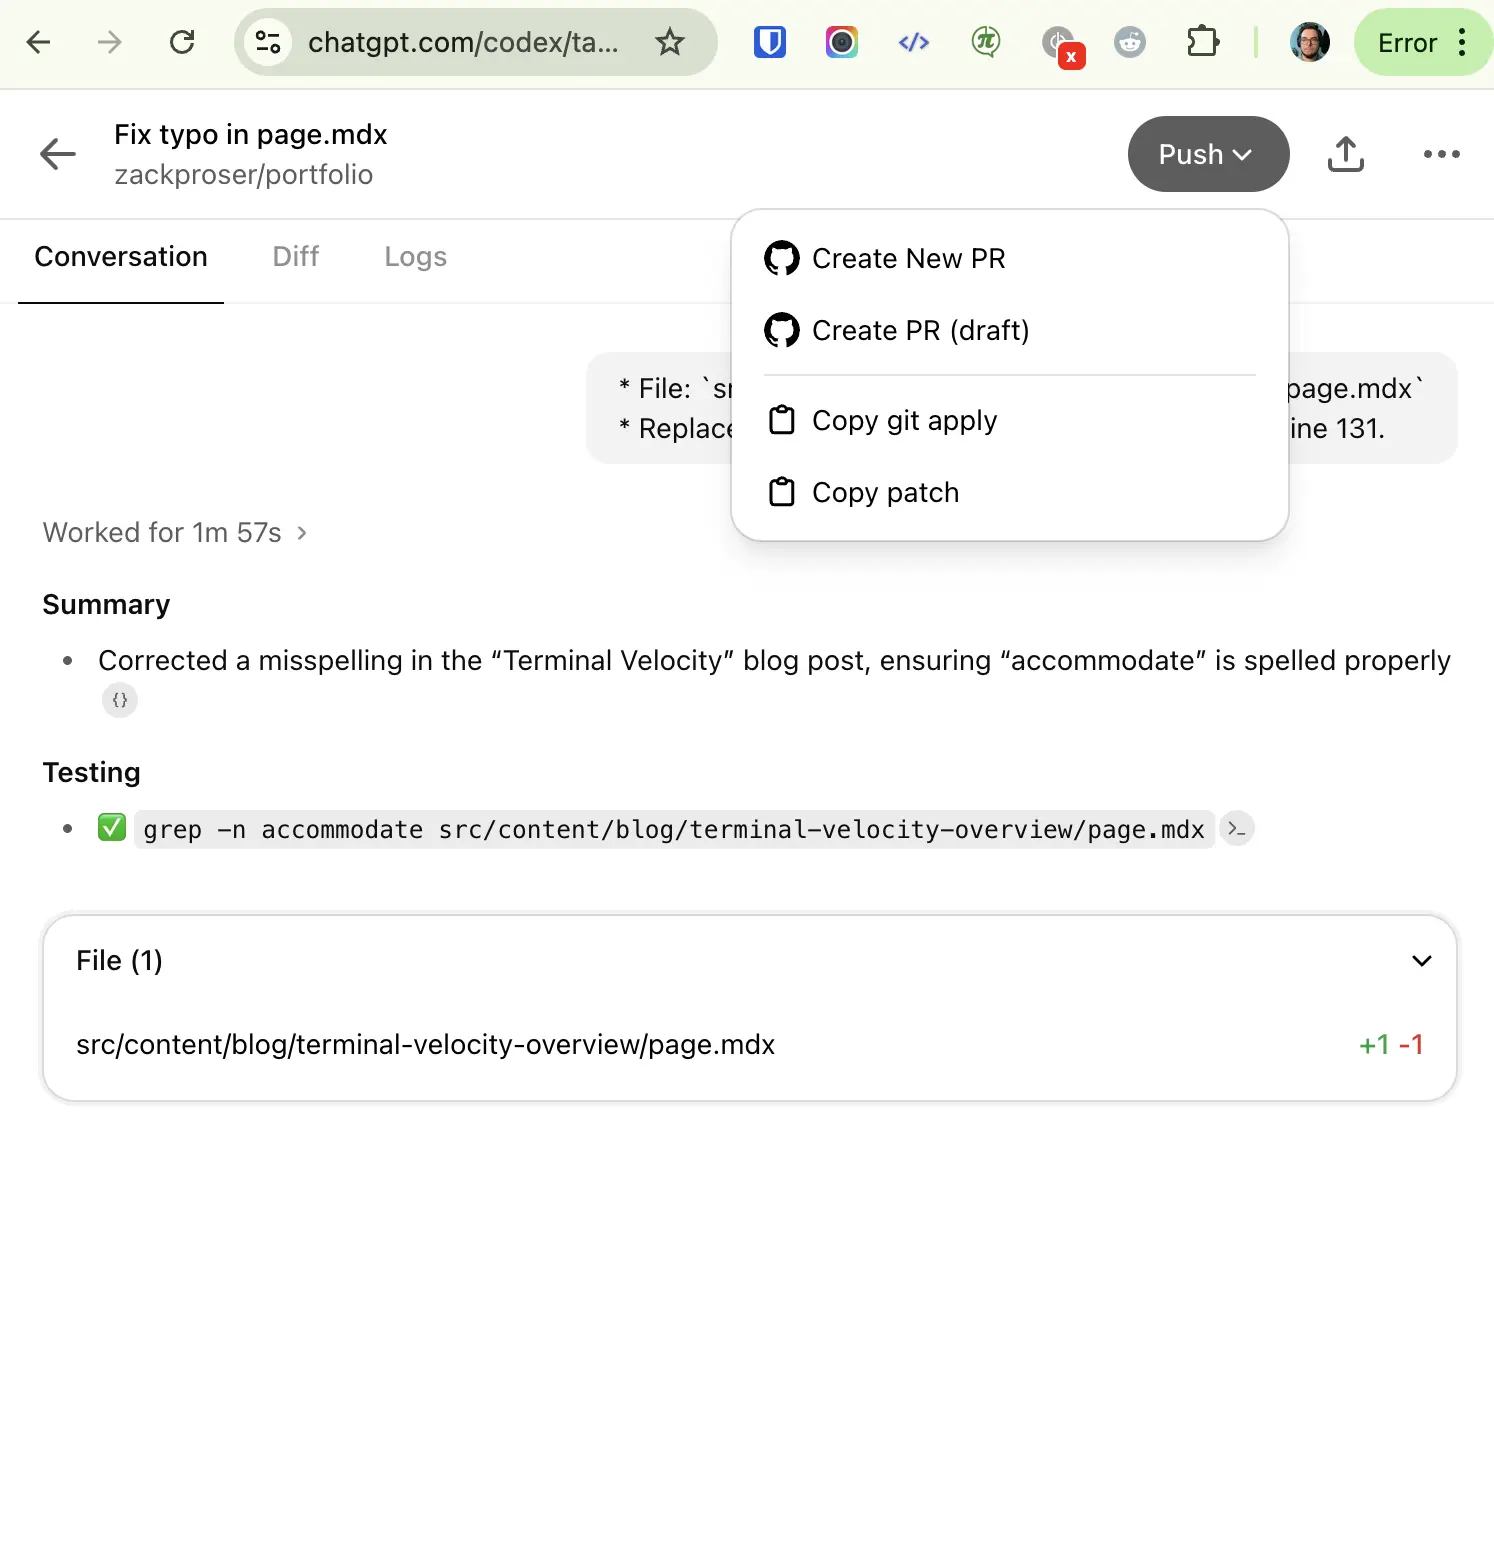 chatgpt.com/codex/ta...
x
Error
Fix typo in page.mdx
zackproser/portfolio
Push
Conversation
Diff
Logs
Create New PR
Create PR (draft)
Copy git apply
Copy patch
* File: `sr
page.mdx`
* Replace
ine 131.
Worked for 1m 57s
Summary
Corrected a misspelling in the “Terminal Velocity” blog post, ensuring “accommodate” is spelled properly
Testing
grep -n accommodate src/content/blog/terminal-velocity-overview/page.mdx
File (1)
src/content/blog/terminal-velocity-overview/page.mdx
+1 -1